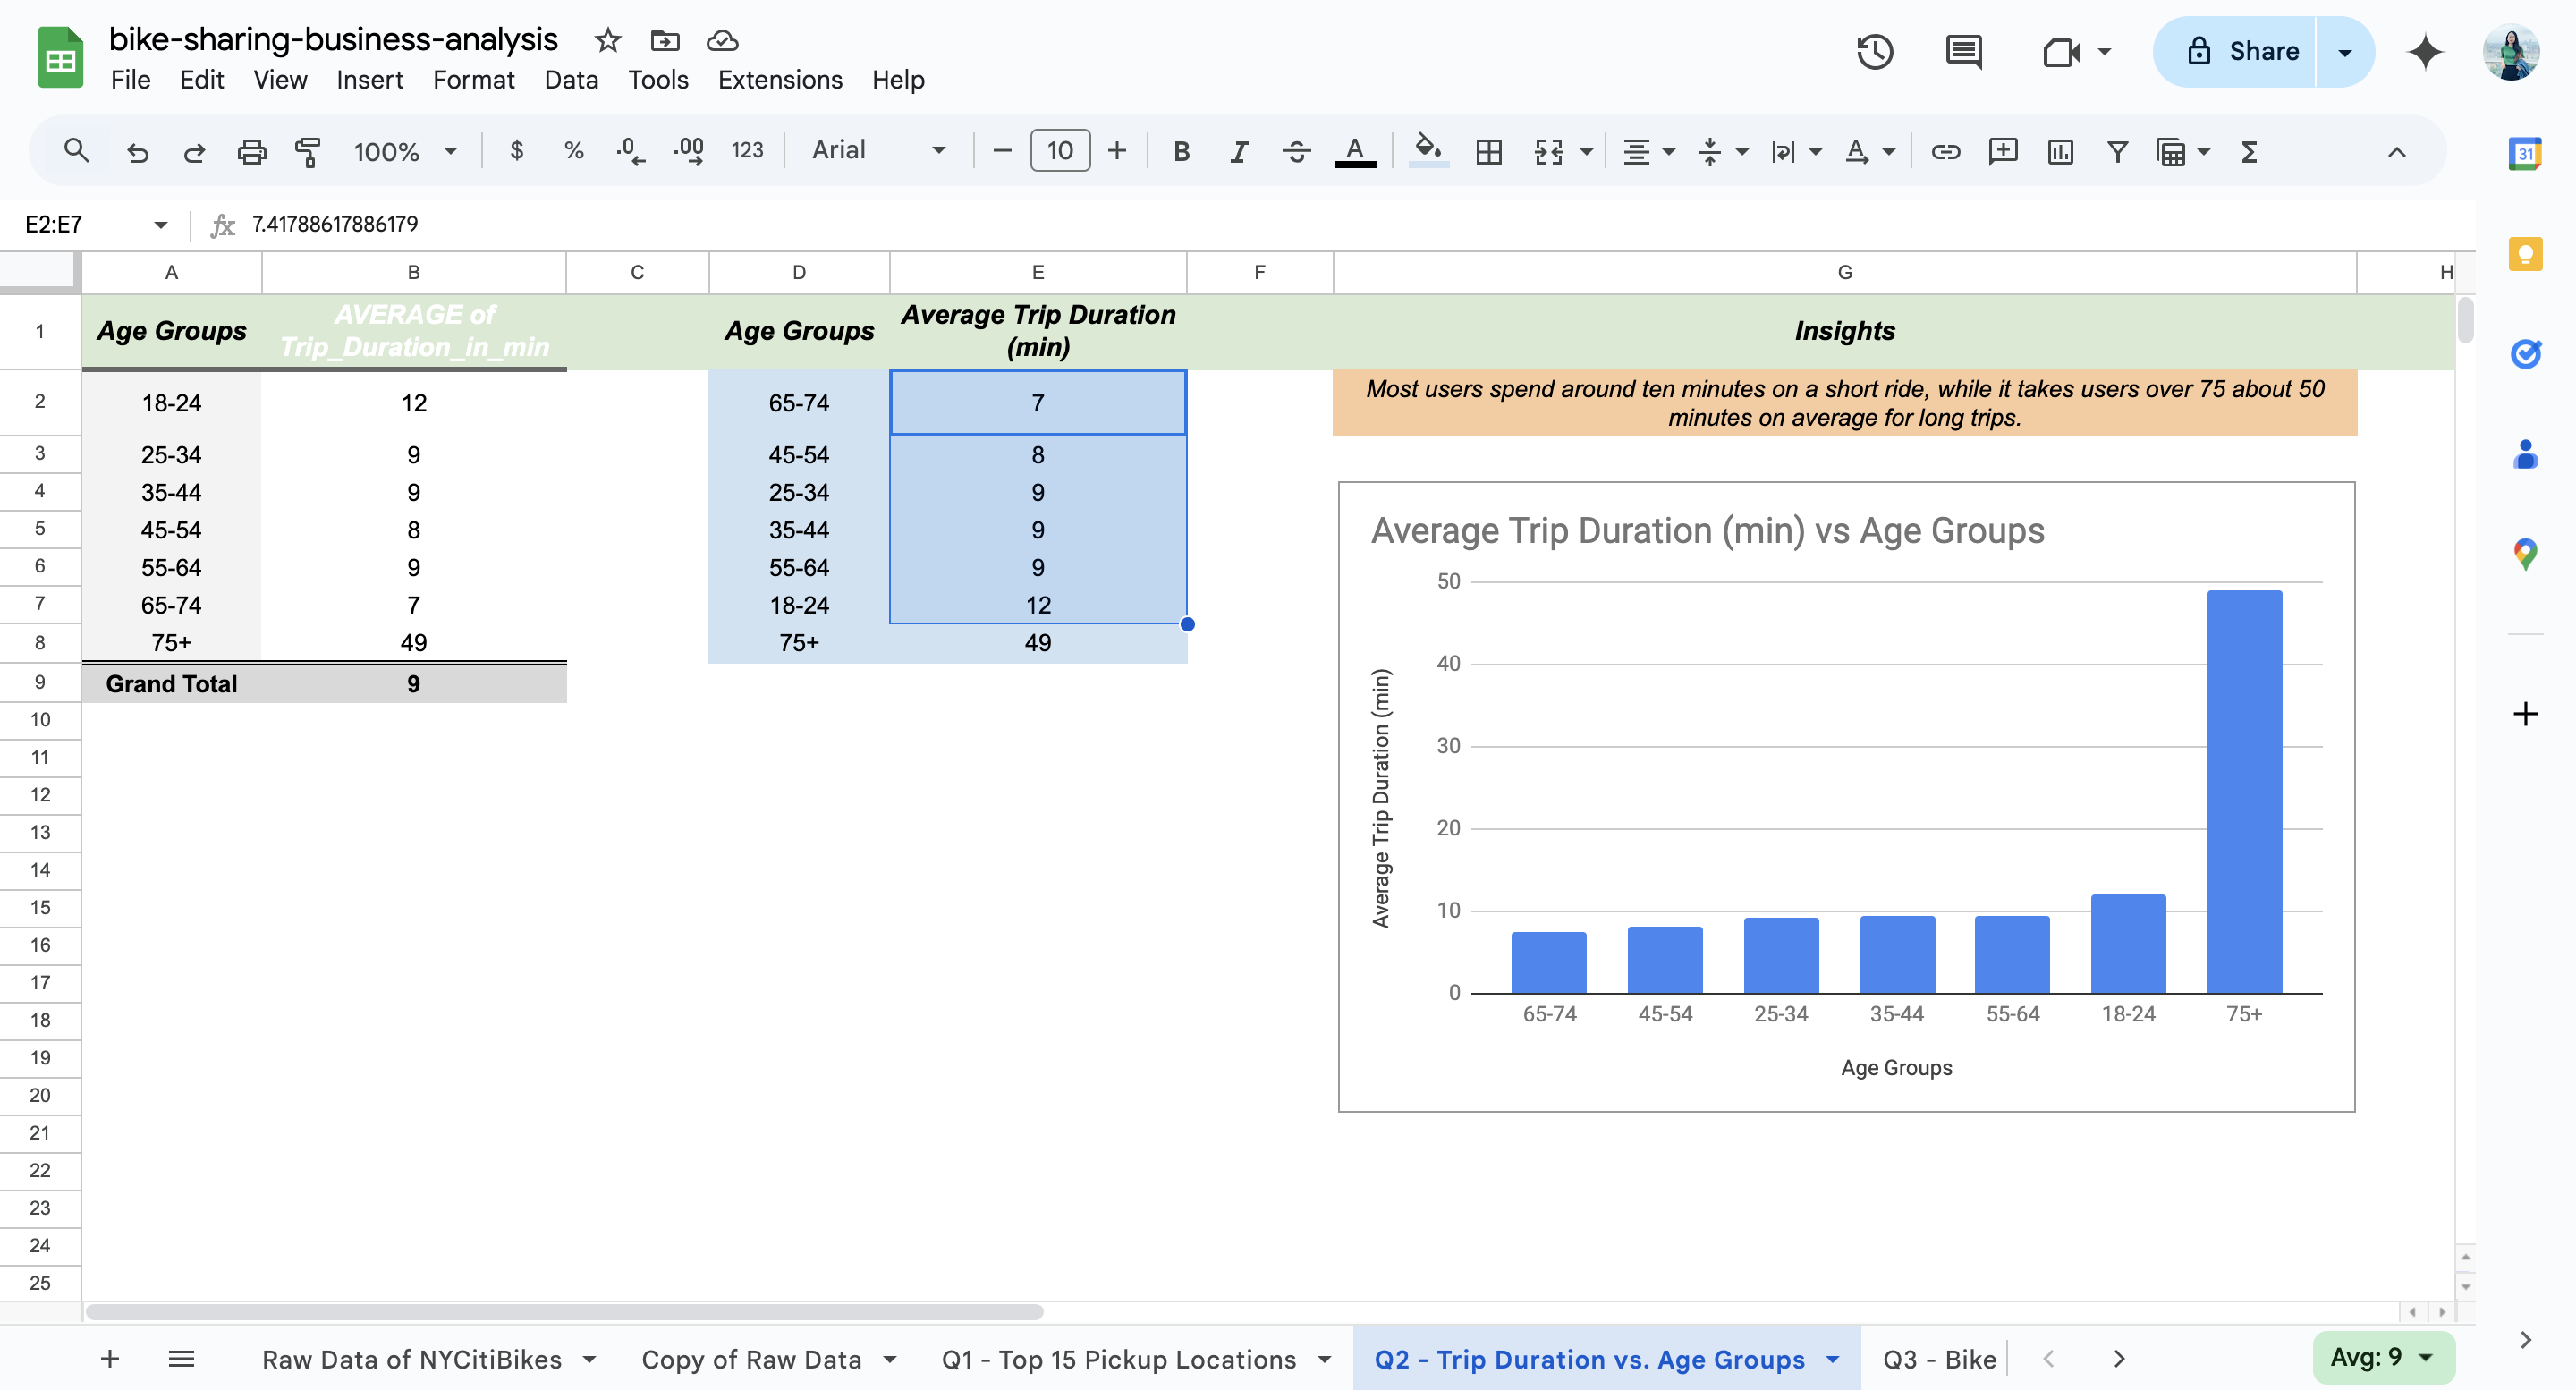 bike-sharing-business-analysis
File Edit View Insert Format Data Tools Extensions Help
Share
100% $ % .0 .00 123 Arial 10 B I A
31
E2:E7 fx 7.41788617886179
A B C D E F G H
1 Age Groups AVERAGE of Trip_Duration_in_min Age Groups Average Trip Duration (min) Insights
2 18-24 12 65-74 7 Most users spend around ten minutes on a short ride, while it takes users over 75 about 50 minutes on average for long trips.
3 25-34 9 45-54 8
4 35-44 9 25-34 9
5 45-54 8 35-44 9
6 55-64 9 55-64 9
7 65-74 7 18-24 12
8 75+ 49 75+ 49
9 Grand Total 9
10
11
12
13
14
15
16
17
18
19
20
21
22
23
24
25
Average Trip Duration (min) vs Age Groups
Average Trip Duration (min)
50
40
30
20
10
0
65-74 45-54 25-34 35-44 55-64 18-24 75+
Age Groups
Raw Data of NYCitiBikes Copy of Raw Data Q1 - Top 15 Pickup Locations Q2 - Trip Duration vs. Age Groups Q3 - Bike
Avg: 9